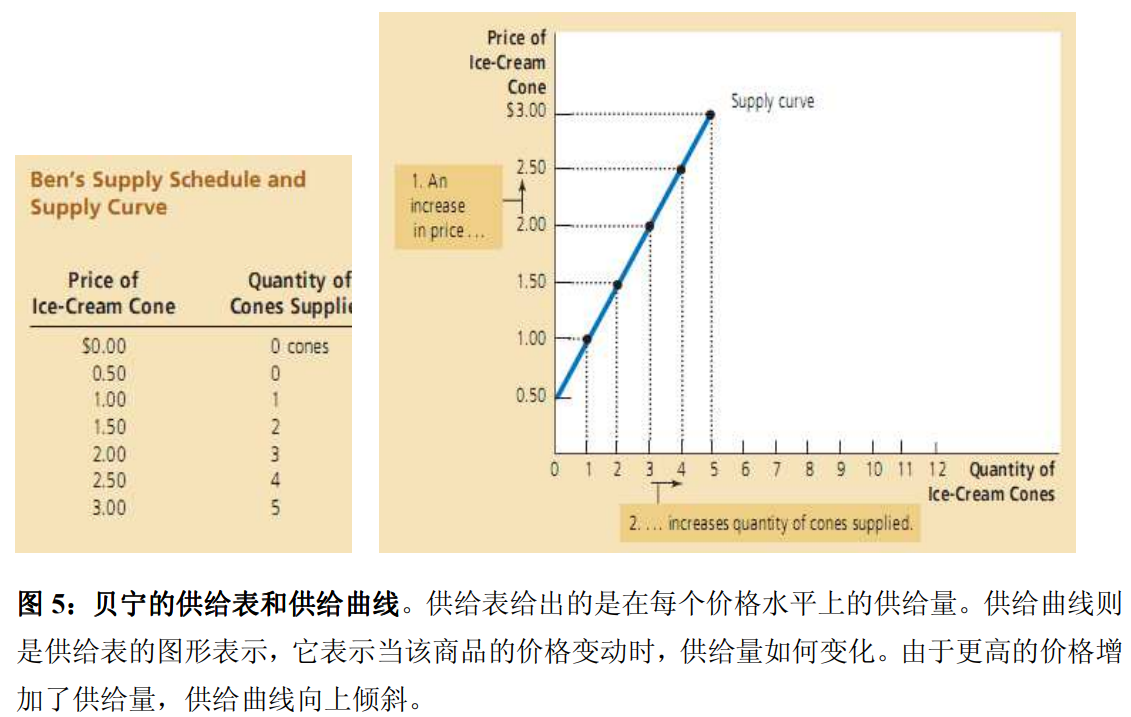 Ben's Supply Schedule and
Supply Curve
Price of
Ice-Cream Cone
Quantity of
Cones Supplie
$0.00 0 cones
0.50 0
1.00 1
1.50 2
2.00 3
2.50 4
3.00 5
Price of
Ice-Cream
Cone
$3.00
2.50
2.00
1.50
1.00
0.50
Supply curve
1. An
increase
in price ...
0 1 2 3 4 5 6 7 8 9 10 11 12
Quantity of
Ice-Cream Cones
2. ... increases quantity of cones supplied.
图 5：贝宁的供给表和供给曲线。供给表给出的是在每个价格水平上的供给量。供给曲线则
是供给表的图形表示，它表示当该商品的价格变动时，供给量如何变化。由于更高的价格增
加了供给量，供给曲线向上倾斜。